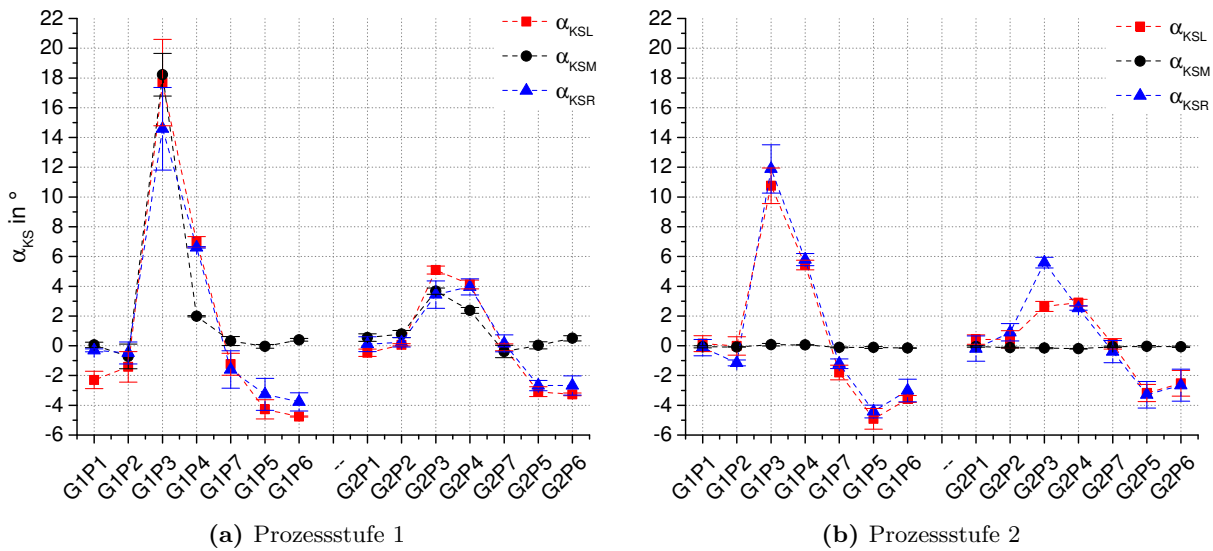 22
20
18
16
14
12
10
8
6
4
2
0
-2
-4
-6
α_KS in °
α_KSL
α_KSM
α_KSR
G1P1
G1P2
G1P3
G1P4
G1P7
G1P5
G1P6
--
G2P1
G2P2
G2P3
G2P4
G2P7
G2P5
G2P6
(a) Prozessstufe 1
22
20
18
16
14
12
10
8
6
4
2
0
-2
-4
-6
α_KSL
α_KSM
α_KSR
G1P1
G1P2
G1P3
G1P4
G1P7
G1P5
G1P6
--
G2P1
G2P2
G2P3
G2P4
G2P7
G2P5
G2P6
(b) Prozessstufe 2